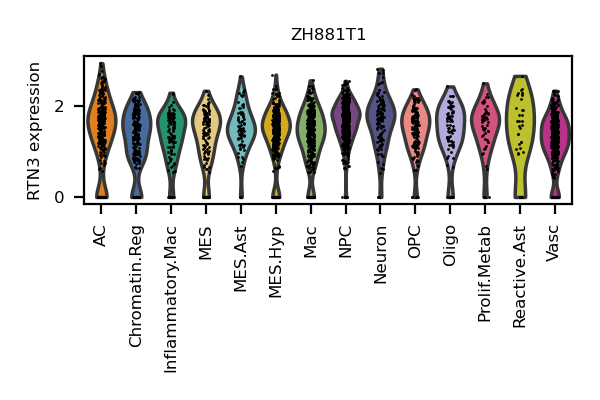 ZH881T1
RTN3 expression
2
0
AC
Chromatin.Reg
Inflammatory.Mac
MES
MES.Ast
MES.Hyp
Mac
NPC
Neuron
OPC
Oligo
Prolif.Metab
Reactive.Ast
Vasc